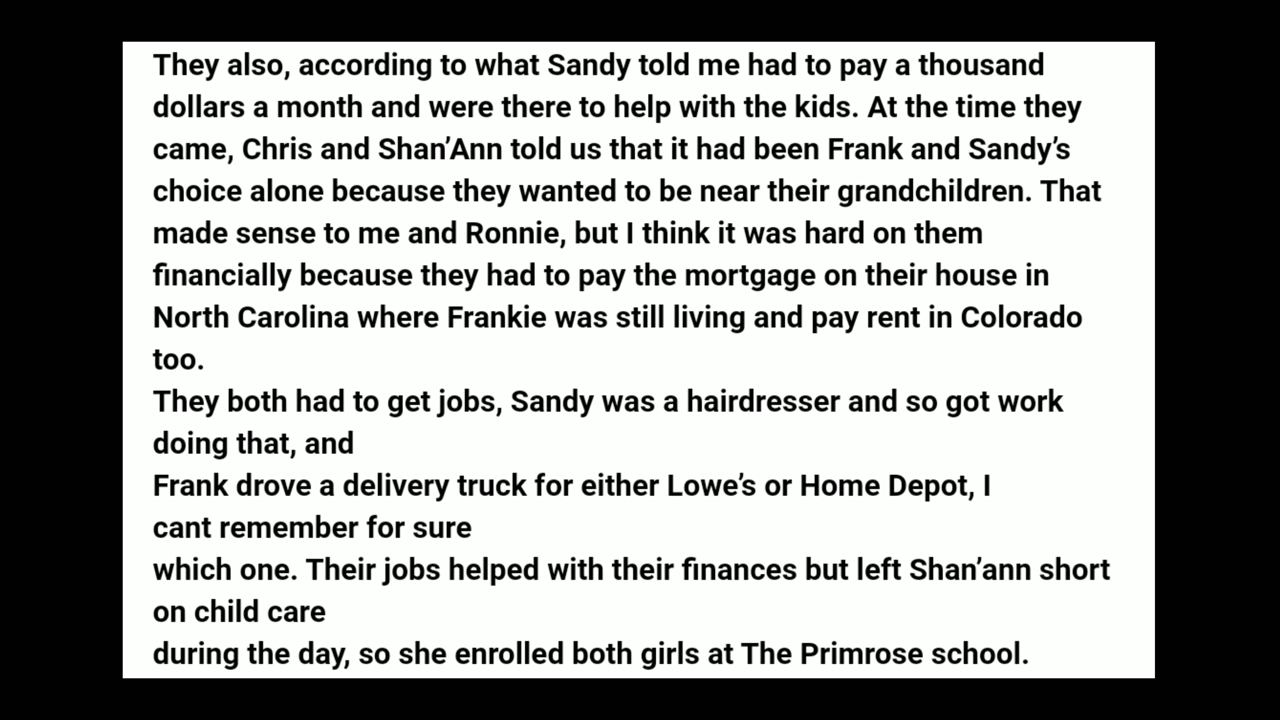 They also, according to what Sandy told me had to pay a thousand
dollars a month and were there to help with the kids. At the time they
came, Chris and Shan’Ann told us that it had been Frank and Sandy’s
choice alone because they wanted to be near their grandchildren. That
made sense to me and Ronnie, but I think it was hard on them
financially because they had to pay the mortgage on their house in
North Carolina where Frankie was still living and pay rent in Colorado
too.
They both had to get jobs, Sandy was a hairdresser and so got work
doing that, and
Frank drove a delivery truck for either Lowe’s or Home Depot, I
cant remember for sure
which one. Their jobs helped with their finances but left Shan’ann short
on child care
during the day, so she enrolled both girls at The Primrose school.